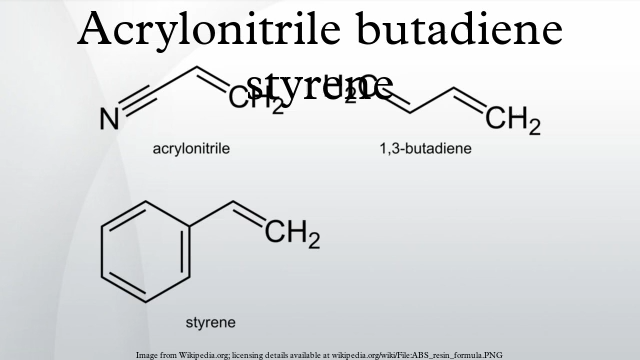 Acrylonitrile butadiene
styrene
CH2 H2C
N CH2
acrylonitrile 1,3-butadiene
CH2
styrene
Image from Wikipedia.org; licensing details available at wikipedia.org/wiki/File:ABS_resin_formula.PNG